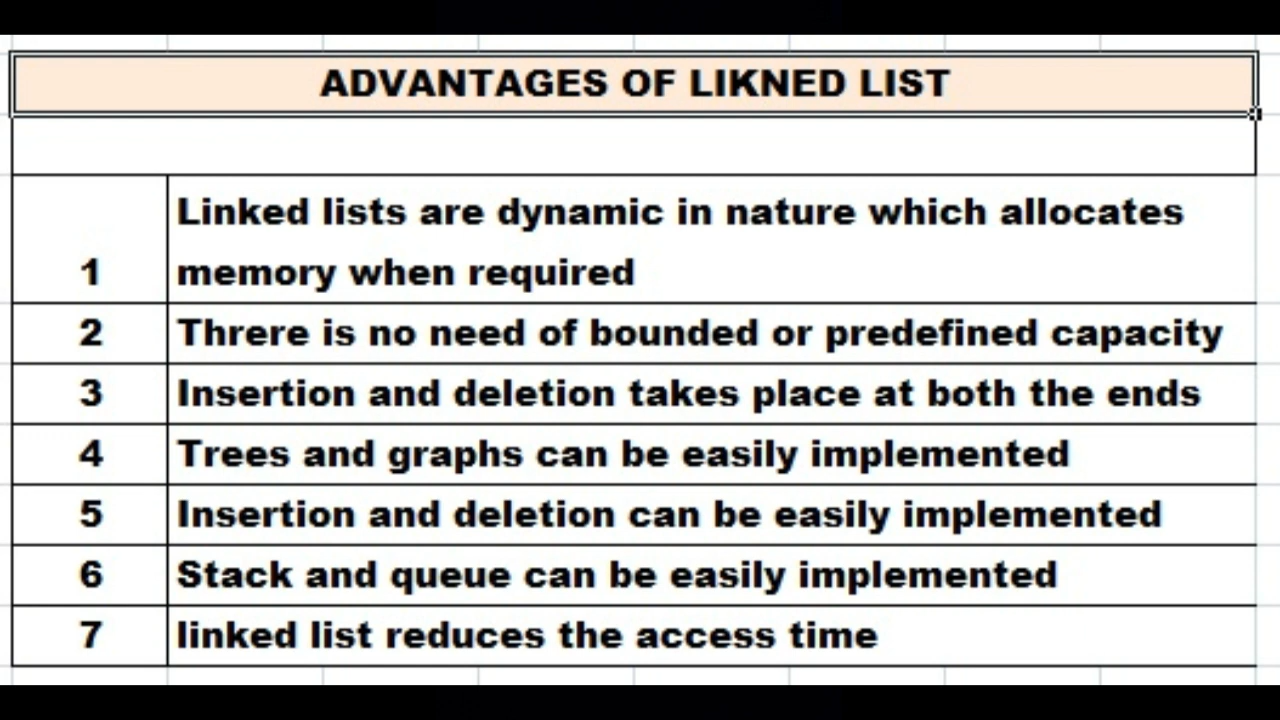 ADVANTAGES OF LIKNED LIST
Linked lists are dynamic in nature which allocates
1 memory when required
2 Threre is no need of bounded or predefined capacity
3 Insertion and deletion takes place at both the ends
4 Trees and graphs can be easily implemented
5 Insertion and deletion can be easily implemented
6 Stack and queue can be easily implemented
7 linked list reduces the access time